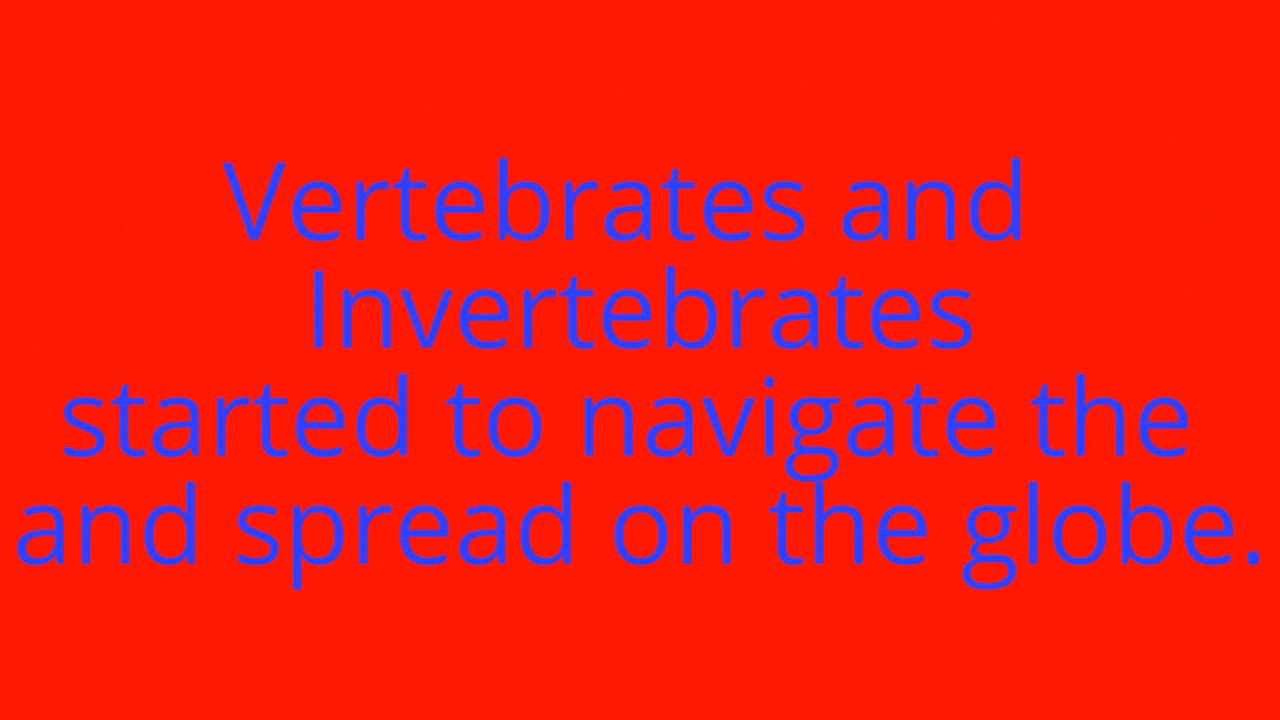 Vertebrates and
Invertebrates
started to navigate the
and spread on the globe.